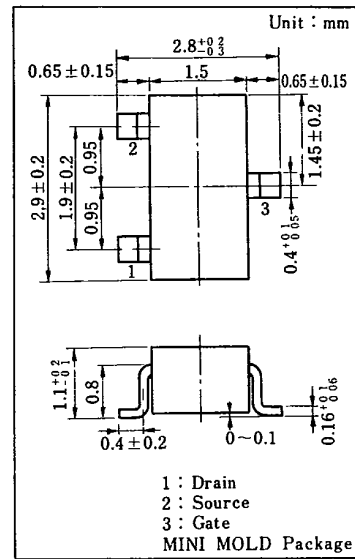 Unit : mm
2.8 +0.2 -0.3
0.65±0.15
1.5
0.65±0.15
2.9±0.2
1.9±0.2
0.95
0.95
2
1
3
1.45±0.2
0.4 +0.1 -0.05
1.1 +0.2 -0.1
0.8
0.4±0.2
0~0.1
0.16 +0.1 -0.06
1 : Drain
2 : Source
3 : Gate
MINI MOLD Package